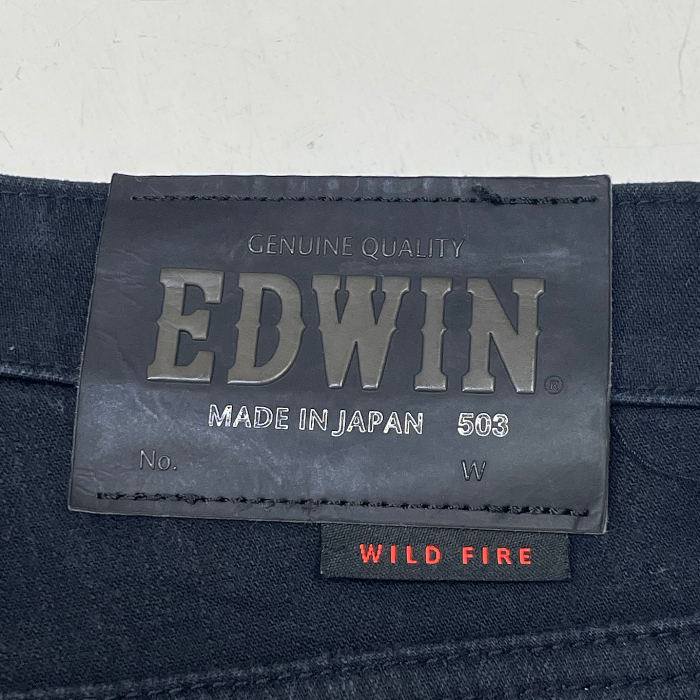 GENUINE QUALITY
EDWIN®
MADE IN JAPAN 503
No. W
WILD FIRE